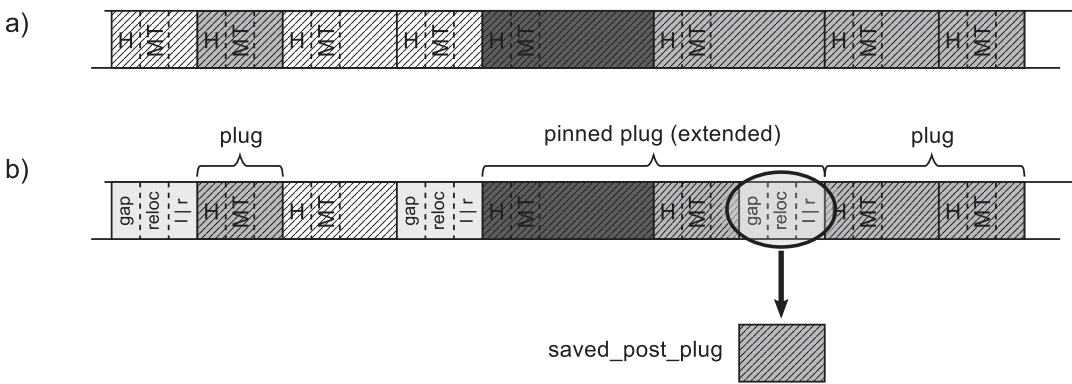 a) H MT H MT H MT H MT H MT H MT H MT H MT
plug pinned plug (extended) plug
b) gap reloc l|r H MT H MT gap reloc l|r H MT H MT gap reloc l|r H MT H MT
saved_post_plug